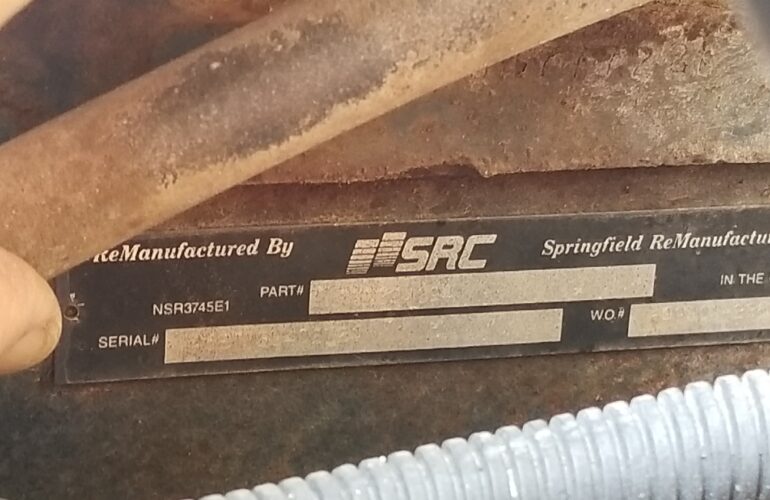 ReManufactured By SRC Springfield ReManufactu
PART# IN THE
NSR3745E1
SERIAL# W.O.#